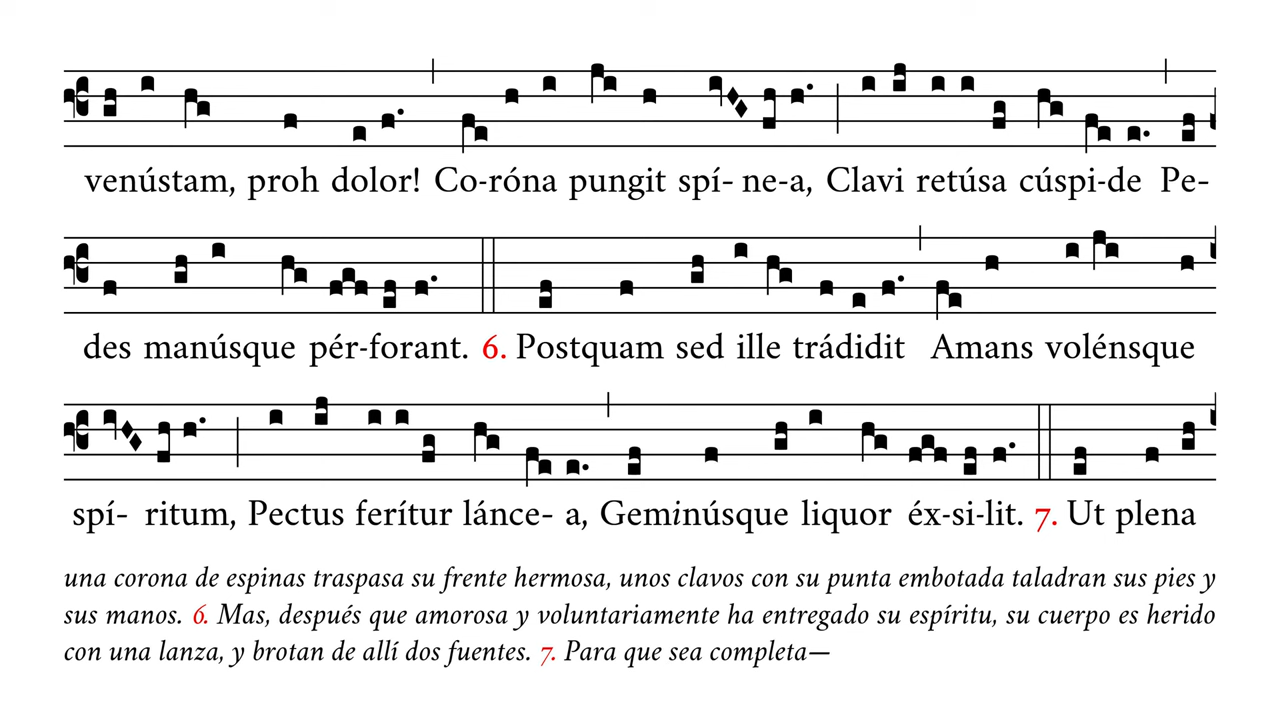 venústam, proh dolor! Co-róna pungit spí- ne-a, Clavi retúsa cúspi-de Pe-
des manúsque pér-forant. 6. Postquam sed ille trádidit Amans volénsque
spí- ritum, Pectus ferítur lánce- a, Geminúsque liquor éx-si-lit. 7. Ut plena
una corona de espinas traspasa su frente hermosa, unos clavos con su punta embotada taladran sus pies y
sus manos. 6. Mas, después que amorosa y voluntariamente ha entregado su espíritu, su cuerpo es herido
con una lanza, y brotan de allí dos fuentes. 7. Para que sea completa—